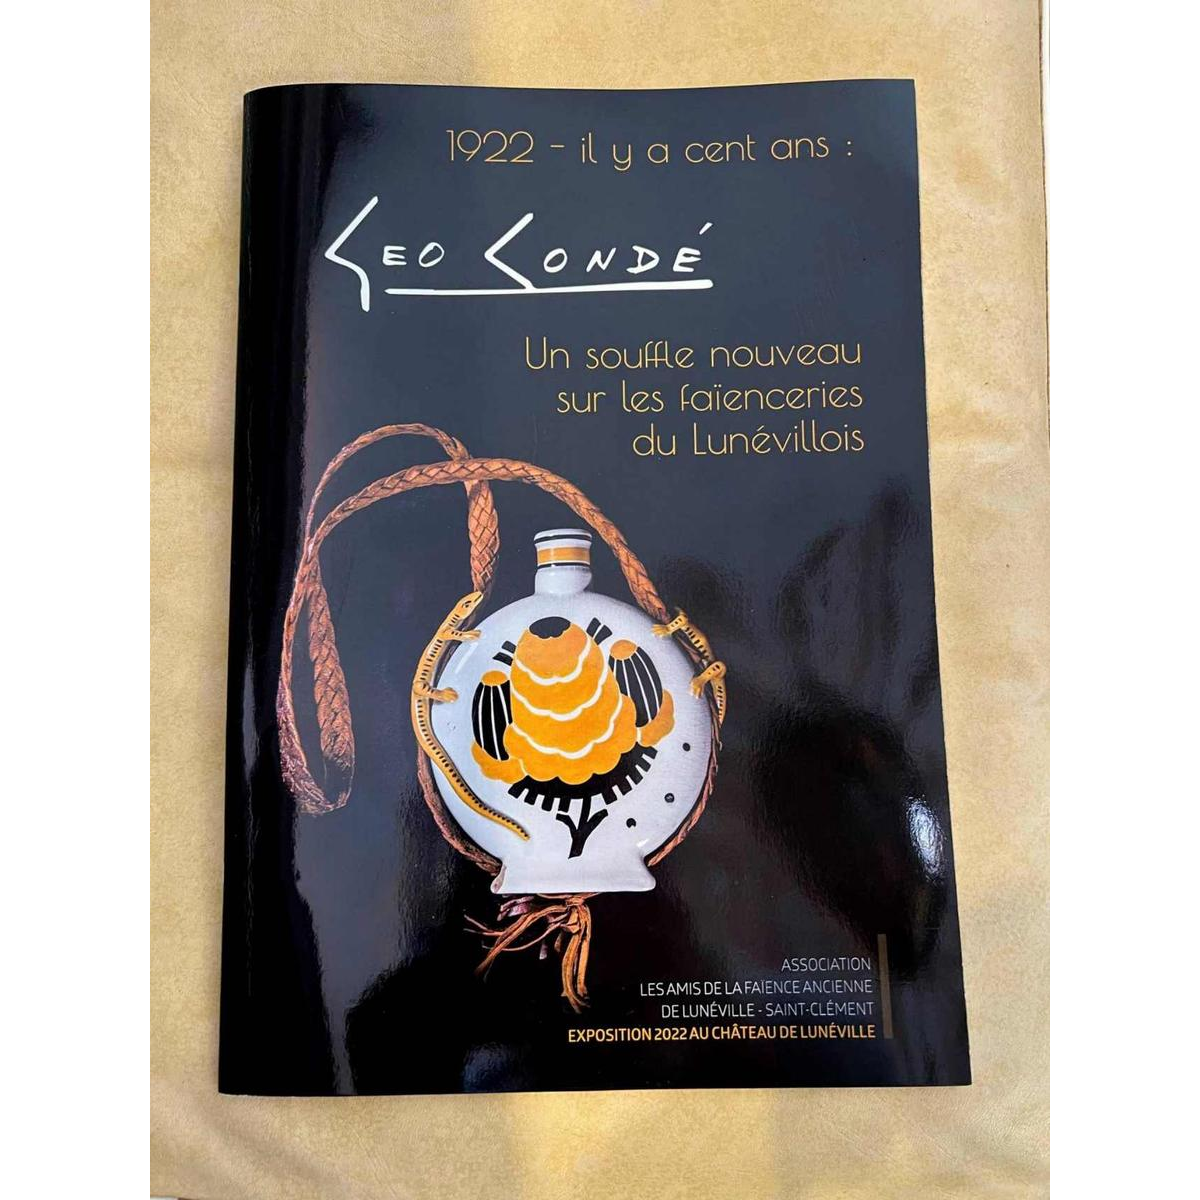 1922 - il y a cent ans :
GEO CONDÉ
Un souffle nouveau
sur les faïenceries
du Lunévillois
ASSOCIATION
LES AMIS DE LA FAÏENCE ANCIENNE
DE LUNÉVILLE - SAINT-CLÉMENT
EXPOSITION 2022 AU CHÂTEAU DE LUNÉVILLE